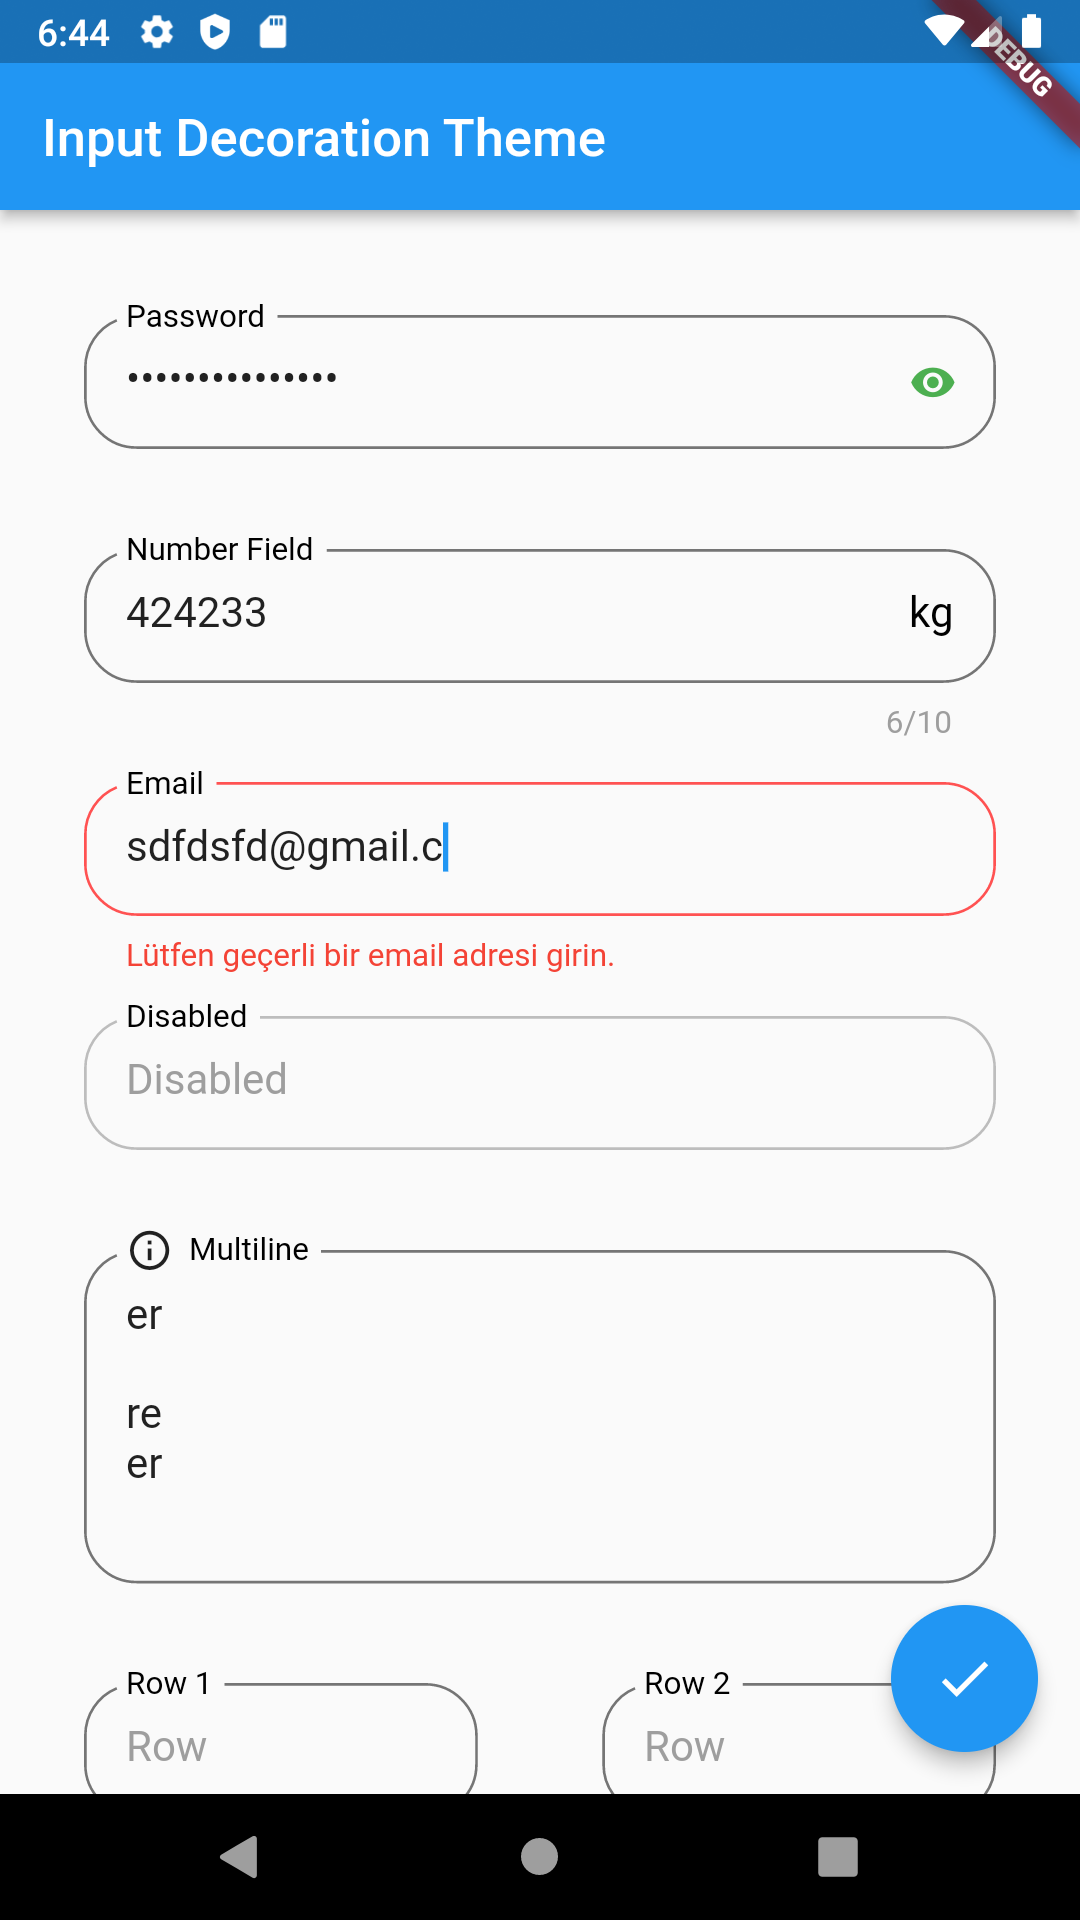 6:44
DEBUG
Input Decoration Theme
Password
•••••••••••••••
Number Field
424233 kg
6/10
Email
sdfdsfd@gmail.c
Lütfen geçerli bir email adresi girin.
Disabled
Disabled
Multiline
er
re
er
Row 1 Row 2
Row Row